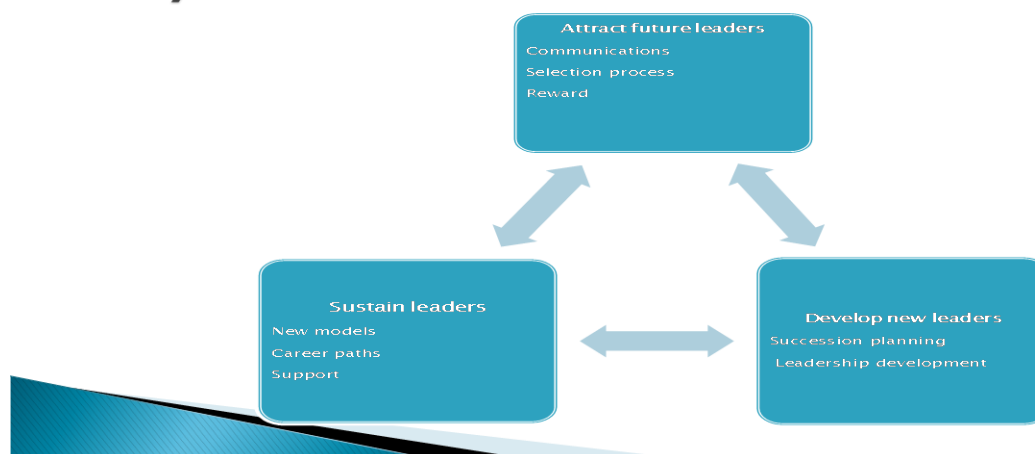 Attract future leaders
Communications
Selection process
Reward
Sustain leaders
New models
Career paths
Support
Develop new leaders
Succession planning
Leadership development